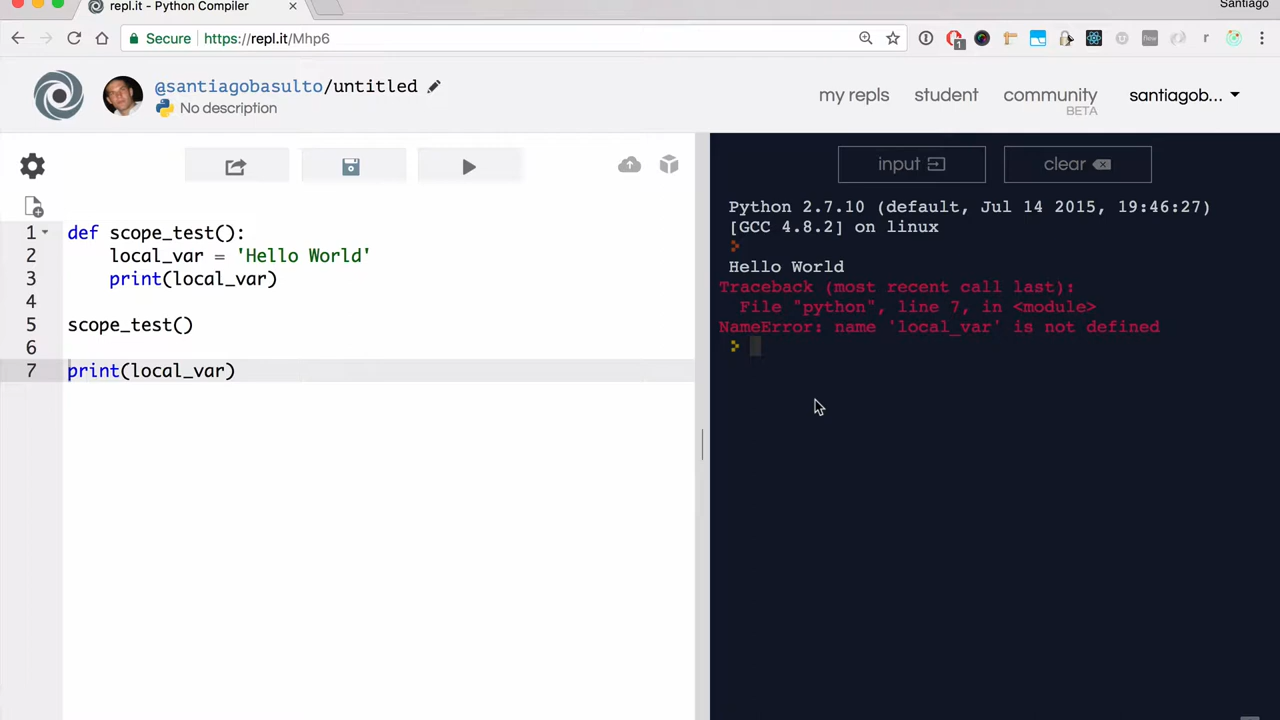 Santiago
repl.it - Python Compiler
Secure https://repl.it/Mhp6
1
@santiagobasulto/untitled
No description
my repls student community santiagob...
BETA
input clear
1 def scope_test():
2 local_var = 'Hello World'
3 print(local_var)
4
5 scope_test()
6
7 print(local_var)
Python 2.7.10 (default, Jul 14 2015, 19:46:27)
[GCC 4.8.2] on linux
Hello World
Traceback (most recent call last):
File "python", line 7, in <module>
NameError: name 'local_var' is not defined